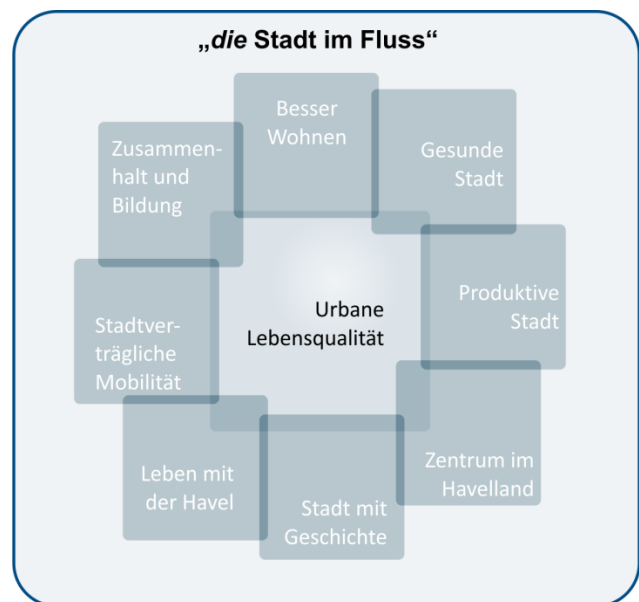 „die Stadt im Fluss“
Besser
Wohnen
Gesunde
Stadt
Produktive
Stadt
Zentrum im
Havelland
Stadt mit
Geschichte
Leben mit
der Havel
Stadtver-
trägliche
Mobilität
Zusammen-
halt und
Bildung
Urbane
Lebensqualität